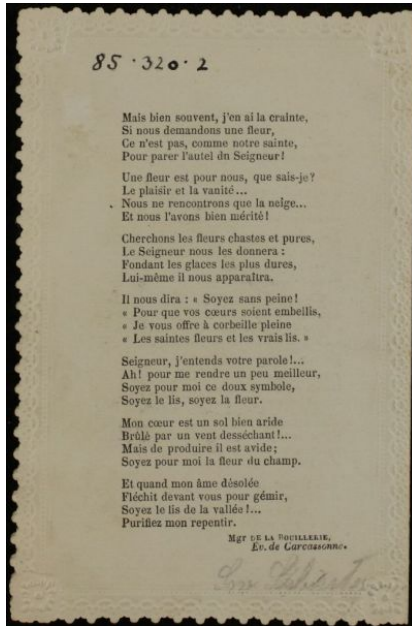 85 · 320 · 2
Mais bien souvent, j'en ai la crainte,
Si nous demandons une fleur,
Ce n'est pas, comme notre sainte,
Pour parer l'autel dn Seigneur!
Une fleur est pour nous, que sais-je?
Le plaisir et la vanité...
Nous ne rencontrons que la neige...
Et nous l'avons bien mérité!
Cherchons les fleurs chastes et pures,
Le Seigneur nous les donnera :
Fondant les glaces les plus dures,
Lui-même il nous apparaîtra.
Il nous dira : « Soyez sans peine!
« Pour que vos cœurs soient embellis,
« Je vous offre à corbeille pleine
« Les saintes fleurs et les vrais lis. »
Seigneur, j'entends votre parole!...
Ah! pour me rendre un peu meilleur,
Soyez pour moi ce doux symbole,
Soyez le lis, soyez la fleur.
Mon cœur est un sol bien aride
Brûlé par un vent desséchant!...
Mais de produire il est avide;
Soyez pour moi la fleur du champ.
Et quand mon âme désolée
Fléchit devant vous pour gémir,
Soyez le lis de la vallée!...
Purifiez mon repentir.
Mgr DE LA BOUILLERIE,
Év. de Carcassonne.